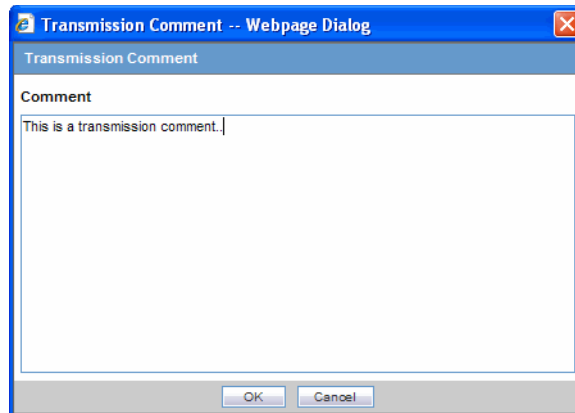 Transmission Comment -- Webpage Dialog
Transmission Comment
Comment
This is a transmission comment..
OK Cancel